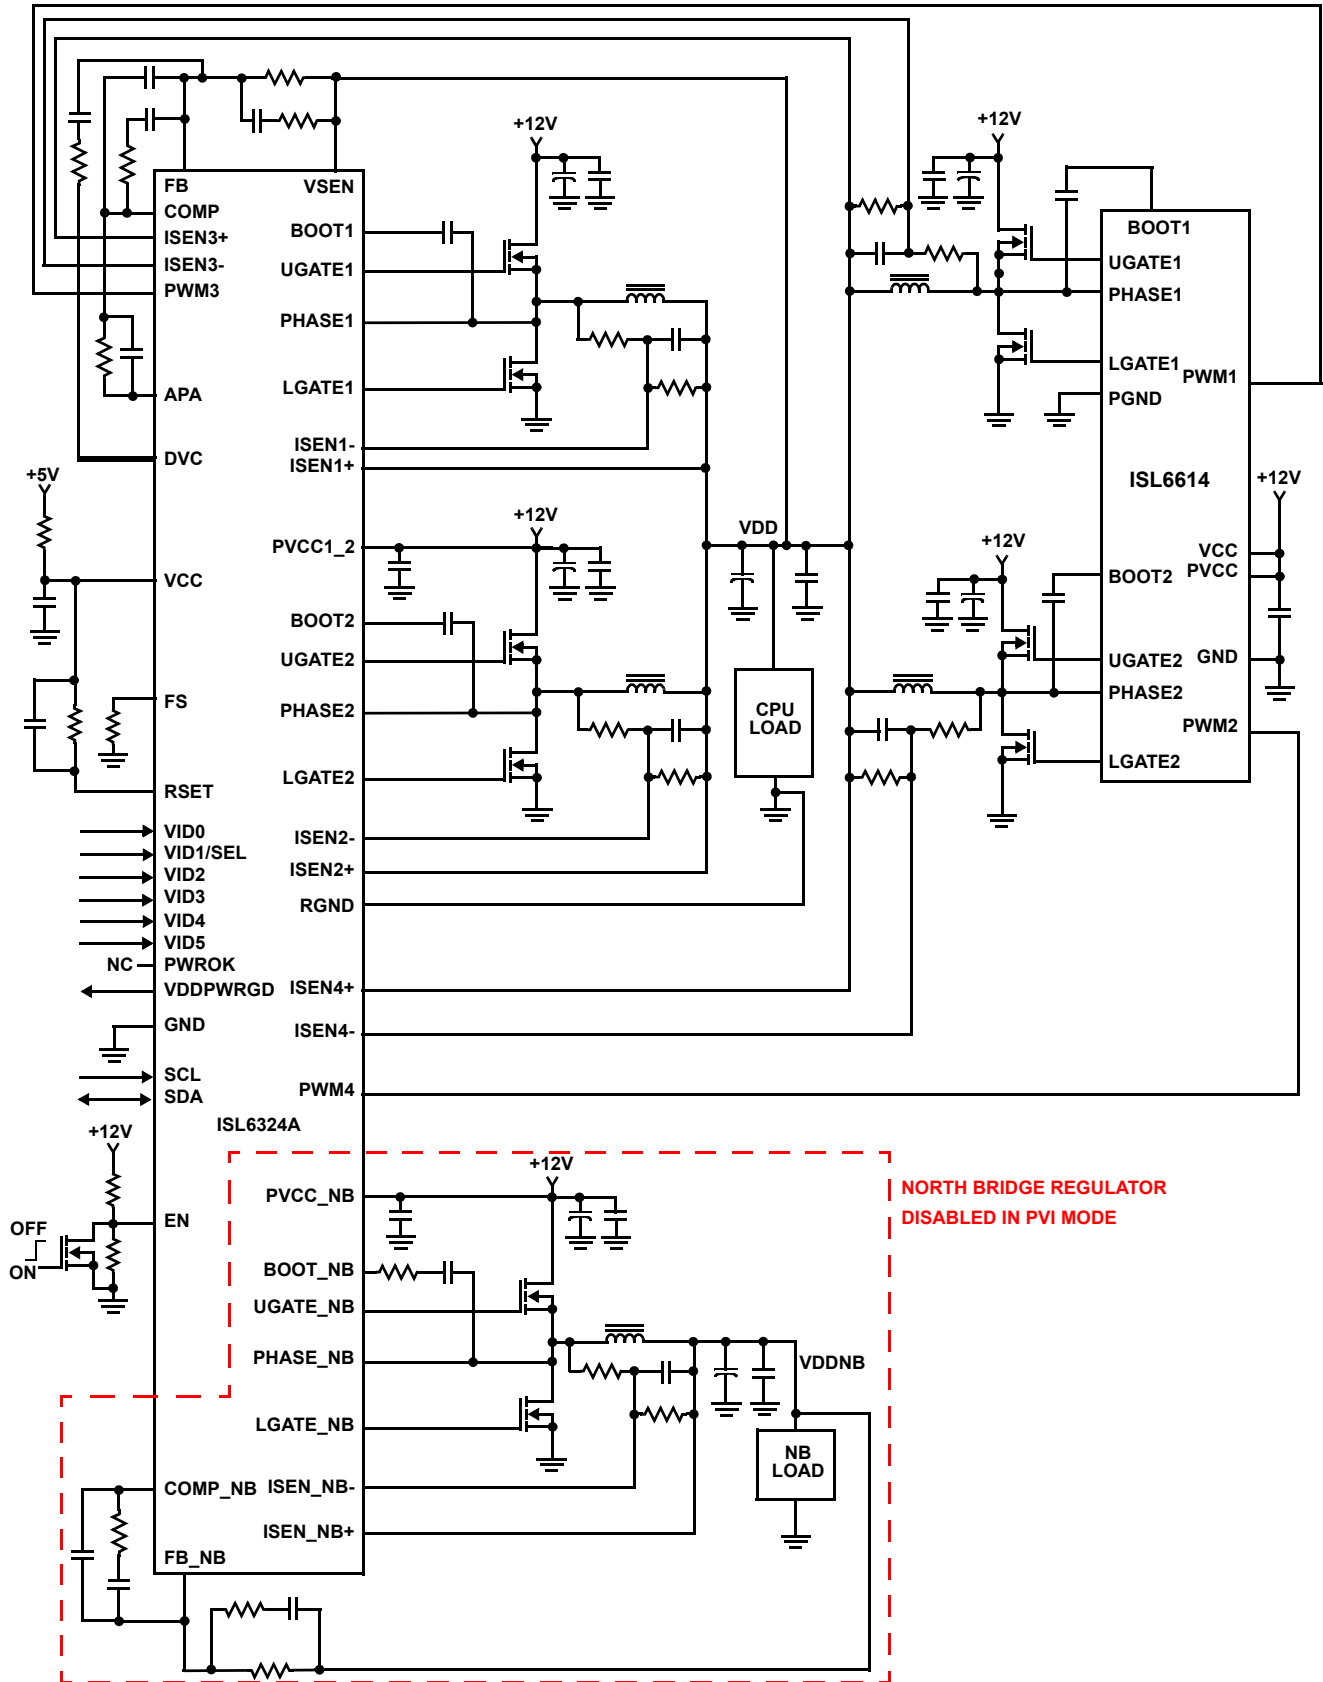 +12V
+12V
FB
VSEN
COMP
ISEN3+
ISEN3-
PWM3
BOOT1
UGATE1
PHASE1
LGATE1
APA
ISEN1-
ISEN1+
DVC
+5V
+12V
PVCC1_2
VCC
BOOT2
UGATE2
FS
PHASE2
LGATE2
RSET
VID0
VID1/SEL
VID2
VID3
VID4
VID5
NC
PWROK
VDDPWRGD
GND
SCL
SDA
ISEN2-
ISEN2+
RGND
ISEN4+
ISEN4-
PWM4
ISL6324A
VDD
CPU
LOAD
BOOT1
UGATE1
PHASE1
LGATE1
PWM1
PGND
ISL6614
+12V
+12V
VCC
PVCC
BOOT2
UGATE2
GND
PHASE2
PWM2
LGATE2
+12V
EN
OFF
ON
+12V
PVCC_NB
BOOT_NB
UGATE_NB
PHASE_NB
LGATE_NB
COMP_NB
ISEN_NB-
ISEN_NB+
FB_NB
VDDNB
NB
LOAD
NORTH BRIDGE REGULATOR
DISABLED IN PVI MODE